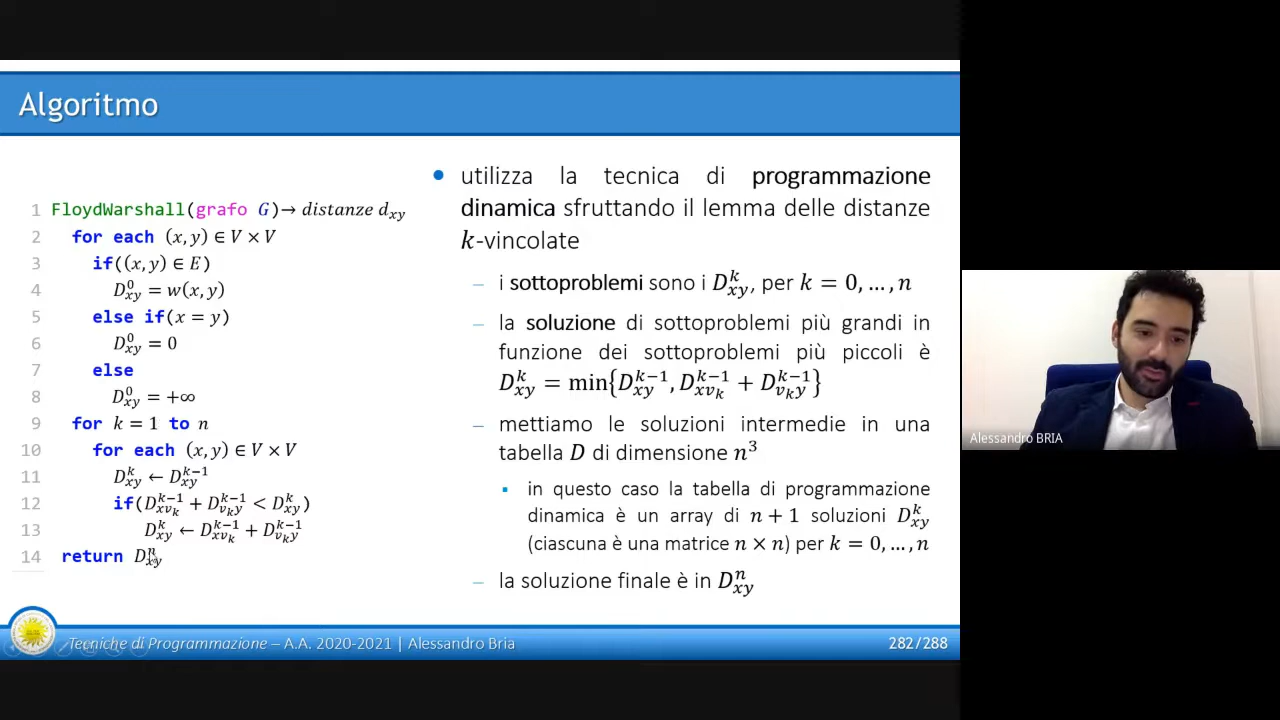 Algoritmo
1 FloydWarshall(grafo G)→ distanze d_xy
2 for each (x, y) ∈ V × V
3 if((x, y) ∈ E)
4 D^0_xy = w(x, y)
5 else if(x = y)
6 D^0_xy = 0
7 else
8 D^0_xy = +∞
9 for k = 1 to n
10 for each (x, y) ∈ V × V
11 D^k_xy ← D^{k−1}_xy
12 if(D^{k−1}_{xv_k} + D^{k−1}_{v_k y} < D^k_xy)
13 D^k_xy ← D^{k−1}_{xv_k} + D^{k−1}_{v_k y}
14 return D^n_xy
• utilizza la tecnica di programmazione
dinamica sfruttando il lemma delle distanze
k-vincolate
– i sottoproblemi sono i D^k_xy, per k = 0, … , n
– la soluzione di sottoproblemi più grandi in
funzione dei sottoproblemi più piccoli è
D^k_xy = min{D^{k−1}_xy, D^{k−1}_{xv_k} + D^{k−1}_{v_k y}}
– mettiamo le soluzioni intermedie in una
tabella D di dimensione n^3
▪ in questo caso la tabella di programmazione
dinamica è un array di n + 1 soluzioni D^k_xy
(ciascuna è una matrice n × n) per k = 0, … , n
– la soluzione finale è in D^n_xy
Tecniche di Programmazione – A.A. 2020-2021 | Alessandro Bria
282/288
Alessandro BRIA